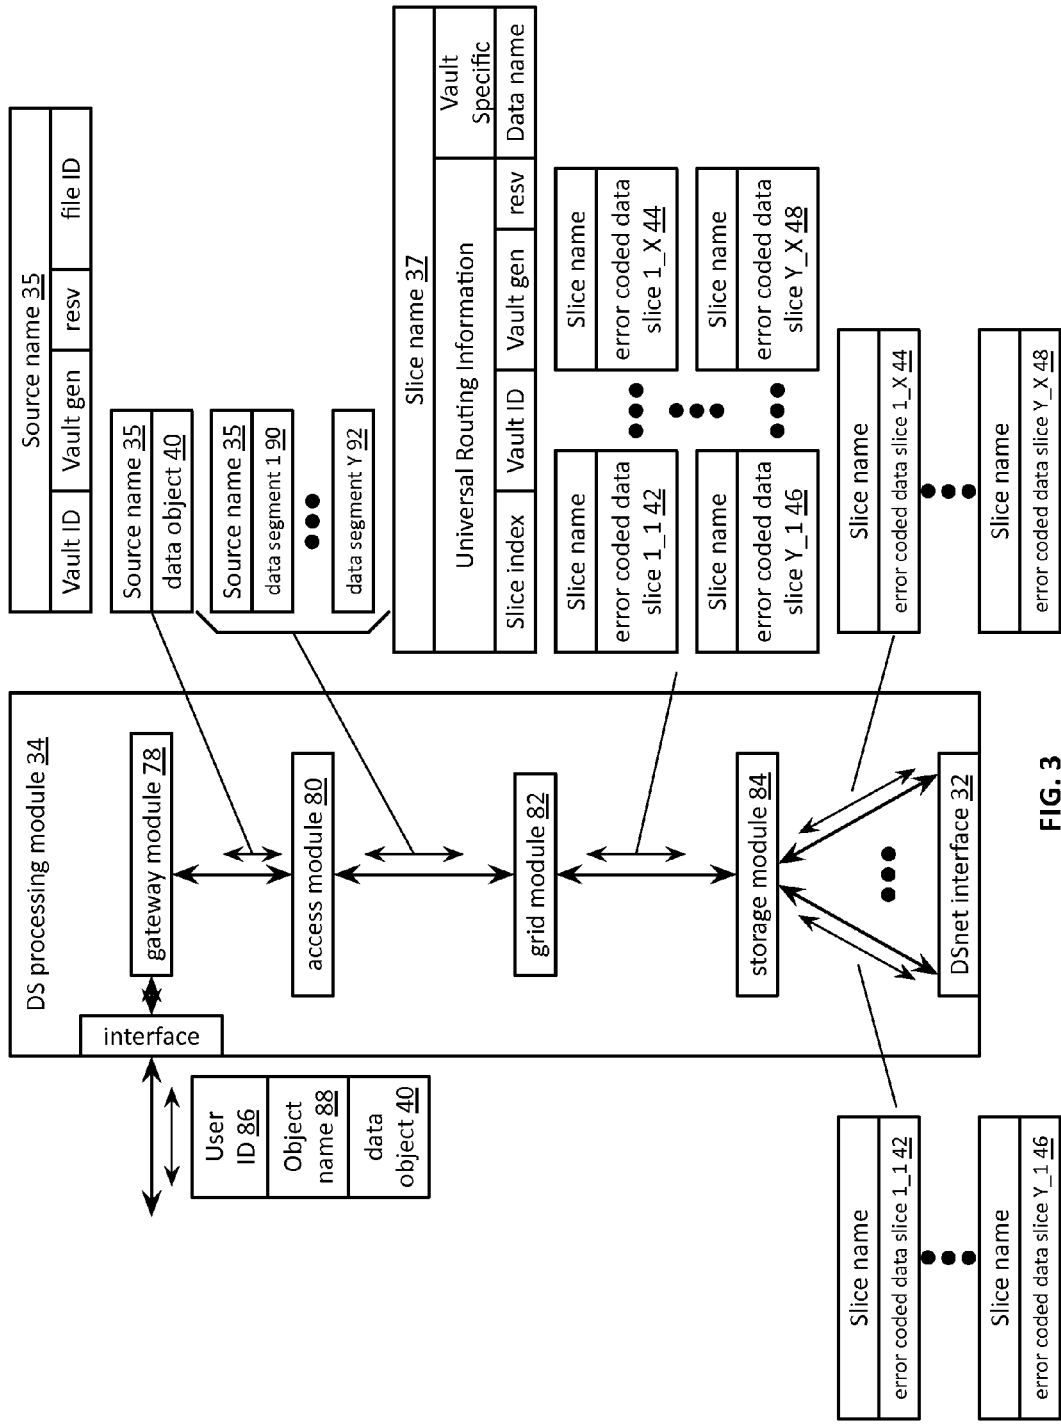 DS processing module 34
interface
gateway module 78
access module 80
grid module 82
storage module 84
DSnet interface 32
User
ID 86
Object
name 88
data
object 40
Source name 35
Vault ID
Vault gen
resv
file ID
Source name 35
data object 40
Source name 35
data segment 1 90
data segment Y 92
Slice name 37
Universal Routing Information
Vault
Specific
Slice index
Vault ID
Vault gen
resv
Data name
Slice name
error coded data
slice 1_1 42
Slice name
error coded data
slice 1_X 44
Slice name
error coded data
slice Y_1 46
Slice name
error coded data
slice Y_X 48
Slice name
error coded data slice 1_1 42
Slice name
error coded data slice Y_1 46
Slice name
error coded data slice 1_X 44
Slice name
error coded data slice Y_X 48
FIG. 3